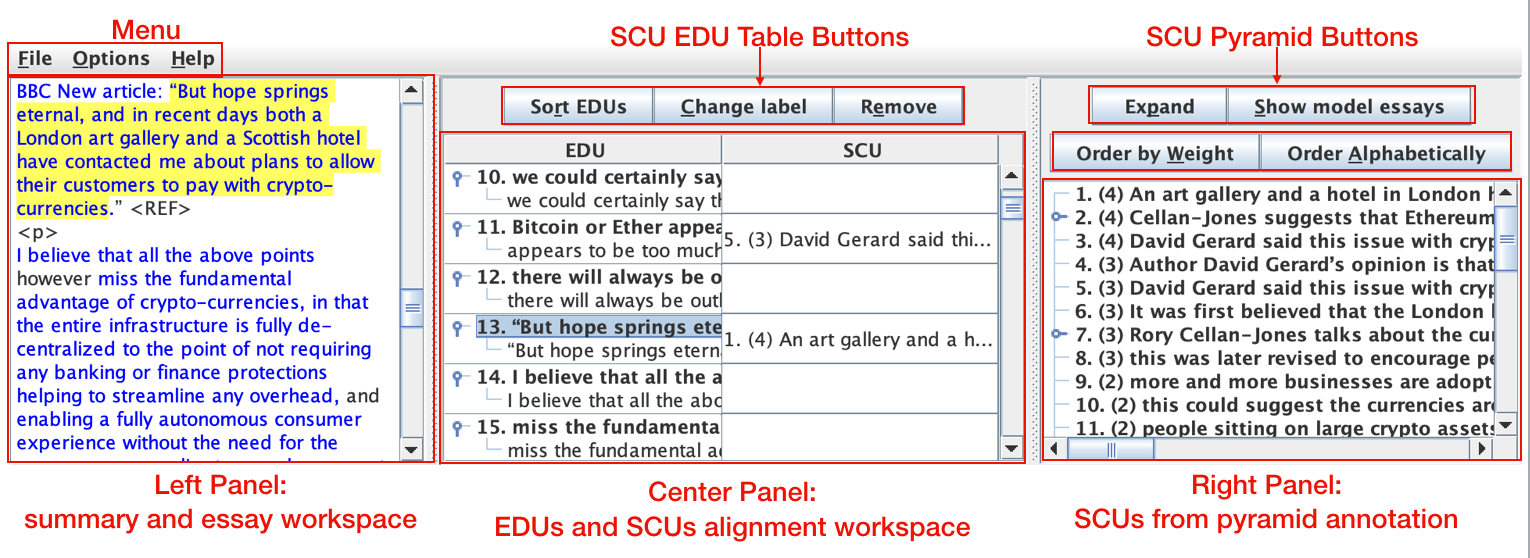 Menu
SCU EDU Table Buttons
SCU Pyramid Buttons
File Options Help
BBC New article: “But hope springs
eternal, and in recent days both a
London art gallery and a Scottish hotel
have contacted me about plans to allow
their customers to pay with crypto-
currencies.” <REF>
<p>
I believe that all the above points
however miss the fundamental
advantage of crypto-currencies, in that
the entire infrastructure is fully de-
centralized to the point of not requiring
any banking or finance protections
helping to streamline any overhead, and
enabling a fully autonomous consumer
experience without the need for the
Sort EDUs Change label Remove
EDU SCU
10. we could certainly say
we could certainly say th
11. Bitcoin or Ether appea
appears to be too much
5. (3) David Gerard said thi...
12. there will always be o
there will always be outl
13. “But hope springs ete
“But hope springs eterna
1. (4) An art gallery and a h...
14. I believe that all the a
I believe that all the abo
15. miss the fundamenta
miss the fundamental ad
Expand Show model essays
Order by Weight Order Alphabetically
1. (4) An art gallery and a hotel in London h
2. (4) Cellan-Jones suggests that Ethereum
3. (4) David Gerard said this issue with cryp
4. (3) Author David Gerard’s opinion is that
5. (3) David Gerard said this issue with cryp
6. (3) It was first believed that the London
7. (3) Rory Cellan-Jones talks about the cur
8. (3) this was later revised to encourage pe
9. (2) more and more businesses are adopt
10. (2) this could suggest the currencies are
11. (2) people sitting on large crypto assets
Left Panel:
summary and essay workspace
Center Panel:
EDUs and SCUs alignment workspace
Right Panel:
SCUs from pyramid annotation